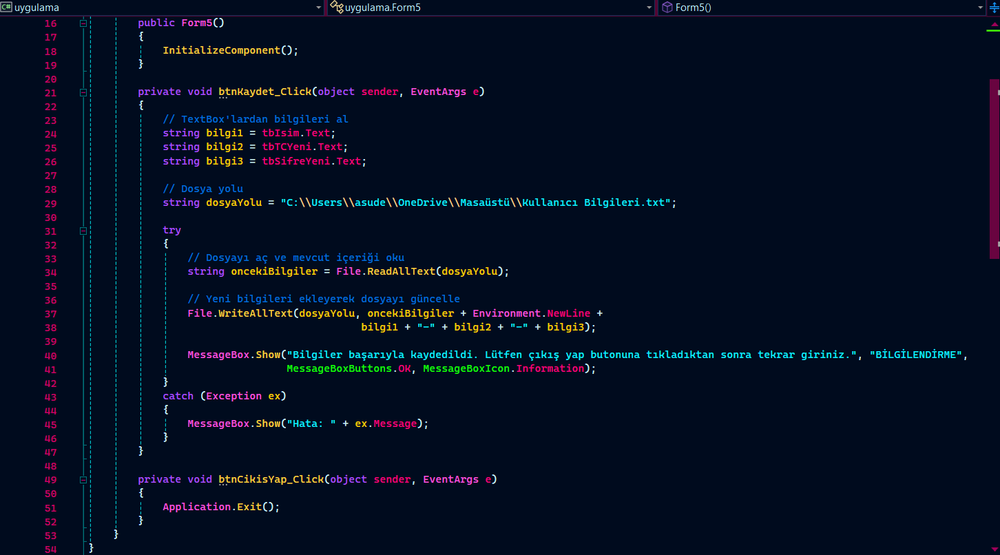 C# uygulama uygulama.Form5 Form5()
16 public Form5()
17 {
18 InitializeComponent();
19 }
20
21 private void btnKaydet_Click(object sender, EventArgs e)
22 {
23 // TextBox'lardan bilgileri al
24 string bilgi1 = tbIsim.Text;
25 string bilgi2 = tbTCYeni.Text;
26 string bilgi3 = tbSifreYeni.Text;
27
28 // Dosya yolu
29 string dosyaYolu = "C:\\Users\\asude\\OneDrive\\Masaüstü\\Kullanıcı Bilgileri.txt";
30
31 try
32 {
33 // Dosyayı aç ve mevcut içeriği oku
34 string oncekiBilgiler = File.ReadAllText(dosyaYolu);
35
36 // Yeni bilgileri ekleyerek dosyayı güncelle
37 File.WriteAllText(dosyaYolu, oncekiBilgiler + Environment.NewLine +
38 bilgi1 + "-" + bilgi2 + "-" + bilgi3);
39
40 MessageBox.Show("Bilgiler başarıyla kaydedildi. Lütfen çıkış yap butonuna tıkladıktan sonra tekrar giriniz.", "BİLGİLENDİRME",
41 MessageBoxButtons.OK, MessageBoxIcon.Information);
42 }
43 catch (Exception ex)
44 {
45 MessageBox.Show("Hata: " + ex.Message);
46 }
47 }
48
49 private void btnCikisYap_Click(object sender, EventArgs e)
50 {
51 Application.Exit();
52 }
53 }
54 }